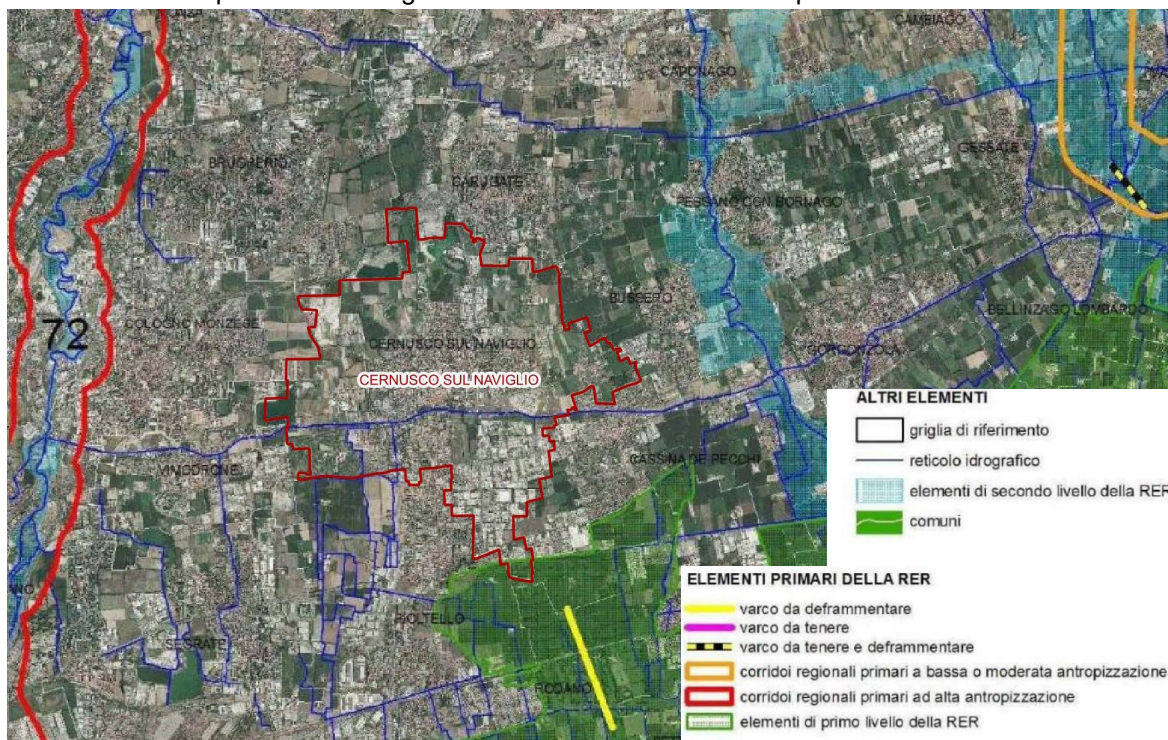 CAMBIAGO
CAPONAGO
GESSATE
BRUGHERIO
CARUGATE
PESSANO CON BORNAGO
BUSSERO
BELLINZAGO LOMBARDO
72
COLOGNO MONZESE
CERNUSCO SUL NAVIGLIO
GORGONZOLA
CERNUSCO SUL NAVIGLIO
VIMODRONE
CASSINA DE PECCHI
PIOLTELLO
SEGRATE
RODANO
ALTRI ELEMENTI
griglia di riferimento
reticolo idrografico
elementi di secondo livello della RER
comuni
ELEMENTI PRIMARI DELLA RER
varco da deframmentare
varco da tenere
varco da tenere e deframmentare
corridoi regionali primari a bassa o moderata antropizzazione
corridoi regionali primari ad alta antropizzazione
elementi di primo livello della RER